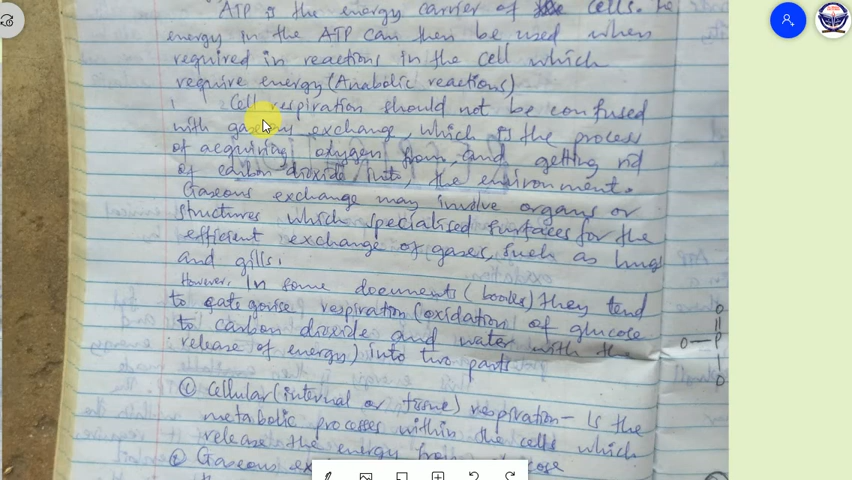 ATP is the energy carrier of cells. The
energy in the ATP can then be used when
required in reactions in the cell which
require energy (Anabolic reactions)
Cell respiration should not be confused
with gaseous exchange, which is the process
of acquiring oxygen from, and getting rid
of carbon dioxide into, the environment.
Gaseous exchange may involve organs or
structures which specialised surfaces for the
efficient exchange of gases, such as lungs
and gills.
However, in some documents (books) they tend
to categorise respiration (oxidation of glucose
to carbon dioxide and water with the
release of energy) into two parts
① Cellular (internal or tissue) respiration - Is the
metabolic processes within the cells which
release the energy from glucose
② Gaseous
O
O-P
O